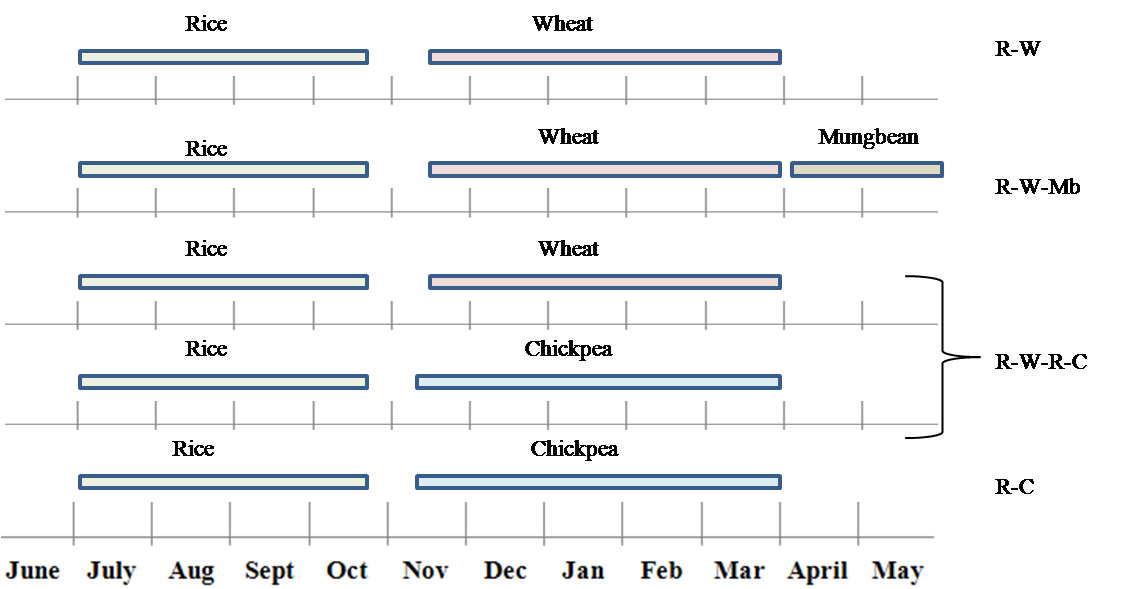 Rice Wheat
R-W
Rice Wheat Mungbean
R-W-Mb
Rice Wheat
Rice Chickpea
R-W-R-C
Rice Chickpea
R-C
June July Aug Sept Oct Nov Dec Jan Feb Mar April May